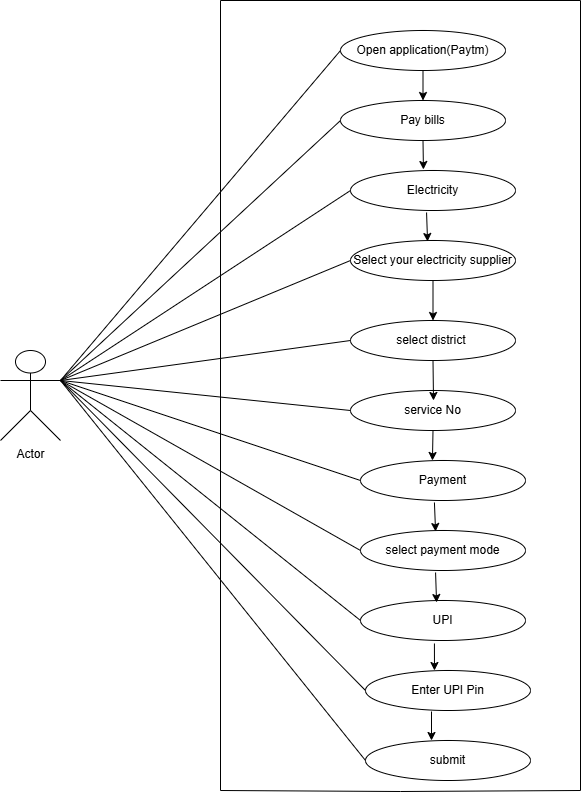 Open application(Paytm)
Pay bills
Electricity
Select your electricity supplier
select district
service No
Actor
Payment
select payment mode
UPI
Enter UPI Pin
submit